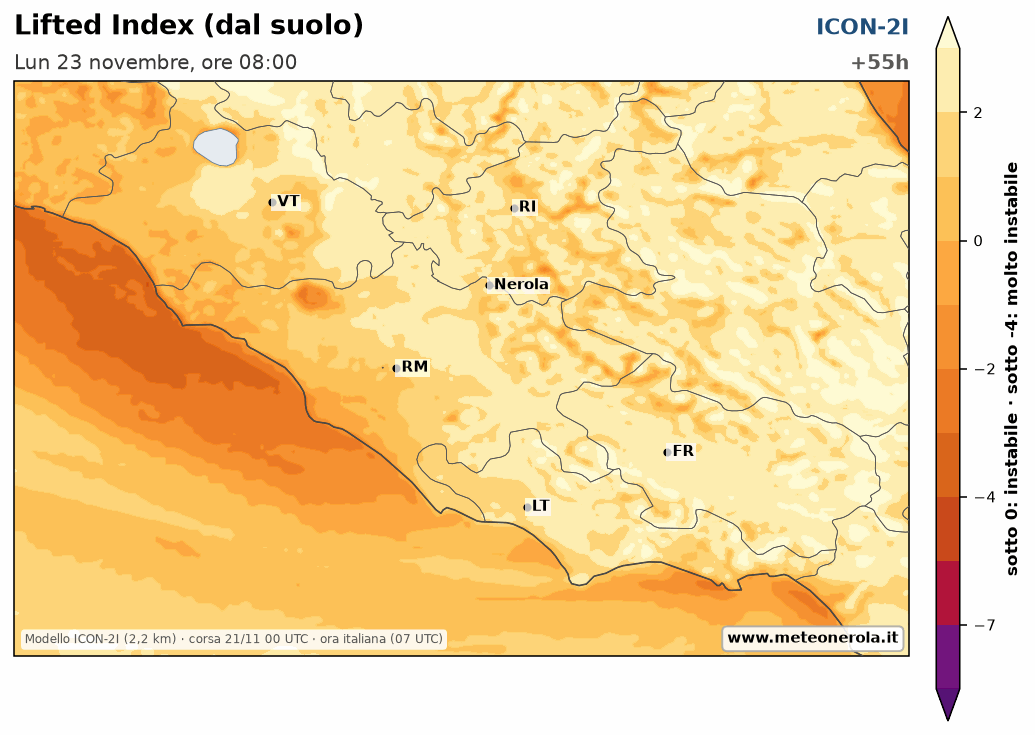 Lifted Index (dal suolo)
ICON-2I
Lun 23 novembre, ore 08:00
+55h
VT
RI
Nerola
RM
FR
LT
2
0
−2
−4
−7
sotto 0: instabile · sotto -4: molto instabile
Modello ICON-2I (2,2 km) · corsa 21/11 00 UTC · ora italiana (07 UTC)
www.meteonerola.it